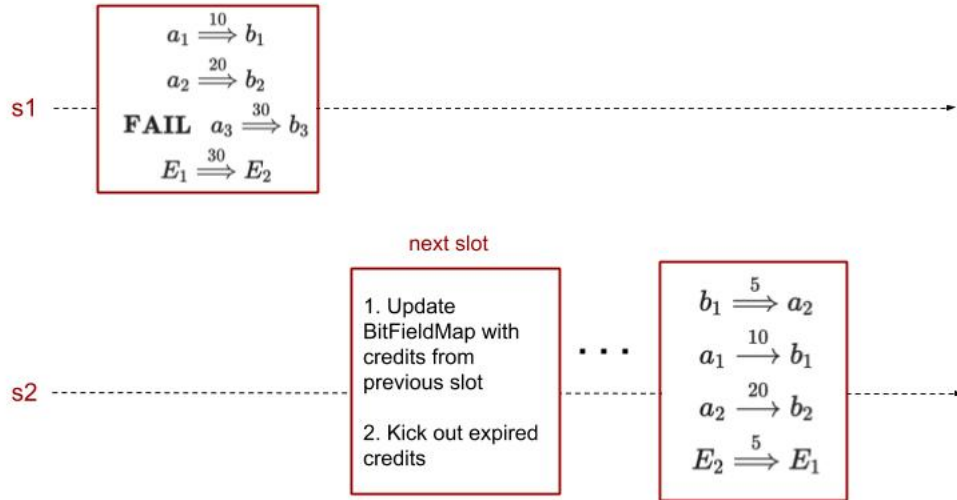 s1
a₁ ⟹¹⁰ b₁
a₂ ⟹²⁰ b₂
FAIL a₃ ⟹³⁰ b₃
E₁ ⟹³⁰ E₂
next slot
s2
1. Update
BitFieldMap with
credits from
previous slot
2. Kick out expired
credits
. . .
b₁ ⟹⁵ a₂
a₁ ⟶¹⁰ b₁
a₂ ⟶²⁰ b₂
E₂ ⟹⁵ E₁